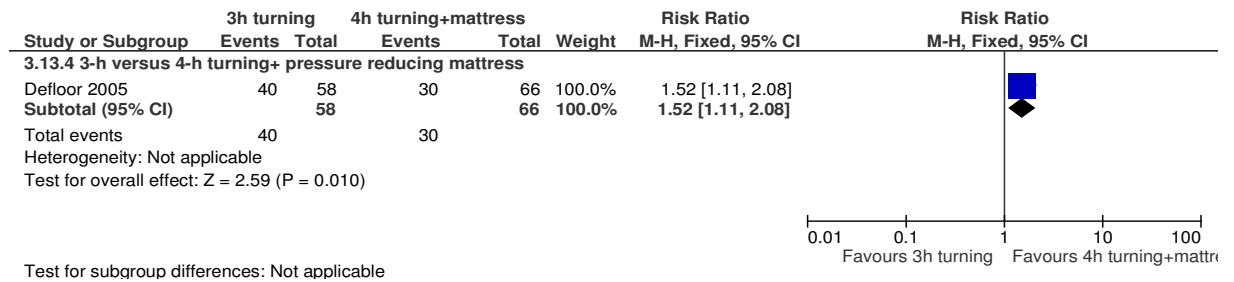 3h turning 4h turning+mattress Risk Ratio Risk Ratio
Study or Subgroup Events Total Events Total Weight M-H, Fixed, 95% CI M-H, Fixed, 95% CI
3.13.4 3-h versus 4-h turning+ pressure reducing mattress
Defloor 2005 40 58 30 66 100.0% 1.52 [1.11, 2.08]
Subtotal (95% CI) 58 66 100.0% 1.52 [1.11, 2.08]
Total events 40 30
Heterogeneity: Not applicable
Test for overall effect: Z = 2.59 (P = 0.010)
0.01 0.1 1 10 100
Favours 3h turning Favours 4h turning+mattre
Test for subgroup differences: Not applicable